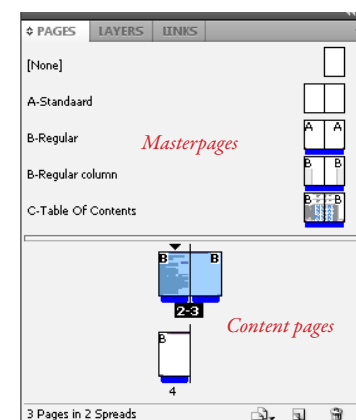 PAGES LAYERS LINKS
[None]
A-Standaard
B-Regular A A
Masterpages
B-Regular column B B
C-Table Of Contents B B
B B
2-3
Content pages
B
4
3 Pages in 2 Spreads